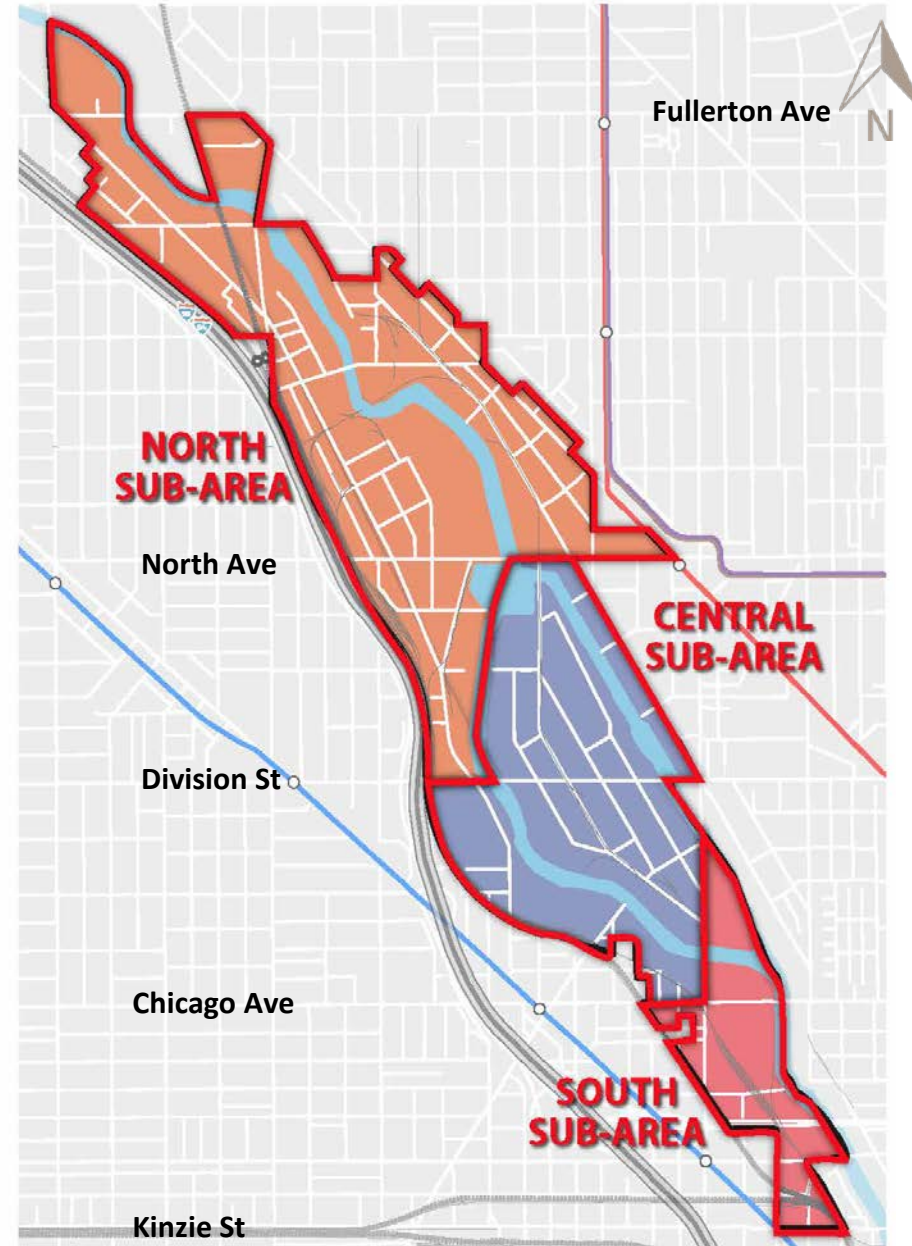 Fullerton Ave
N
NORTH
SUB-AREA
North Ave
CENTRAL
SUB-AREA
Division St
Chicago Ave
SOUTH
SUB-AREA
Kinzie St